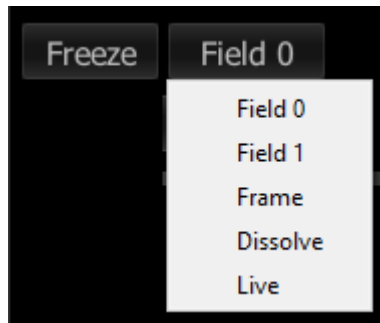 Freeze Field 0
Field 0
Field 1
Frame
Dissolve
Live